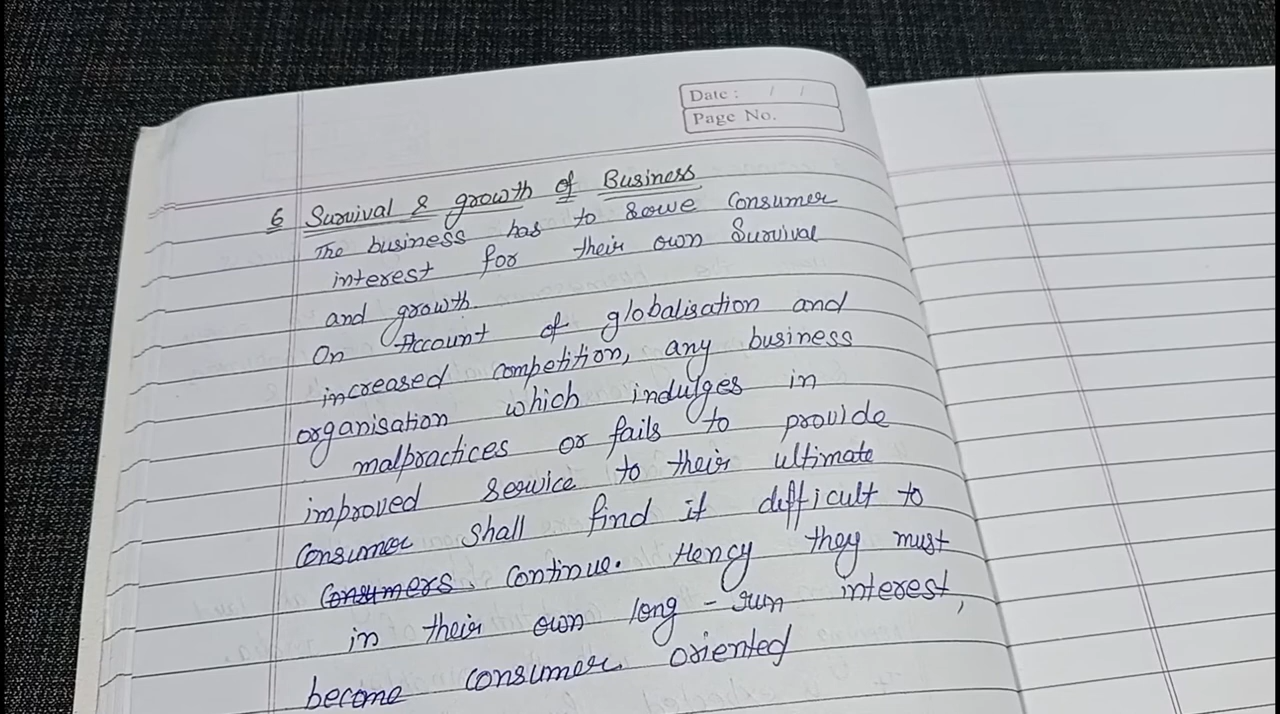 Date : / /
Page No.
6 Survival & growth of Business
The business has to serve Consumer
interest for their own Survival
and growth.
On Account of globalisation and
increased competition, any business
organisation which indulges in
malpractices or fails to provide
improved service to their ultimate
Consumer shall find it difficult to
Consumers. Continue. Hency they must
in their own long - run interest,
become consumer oriented